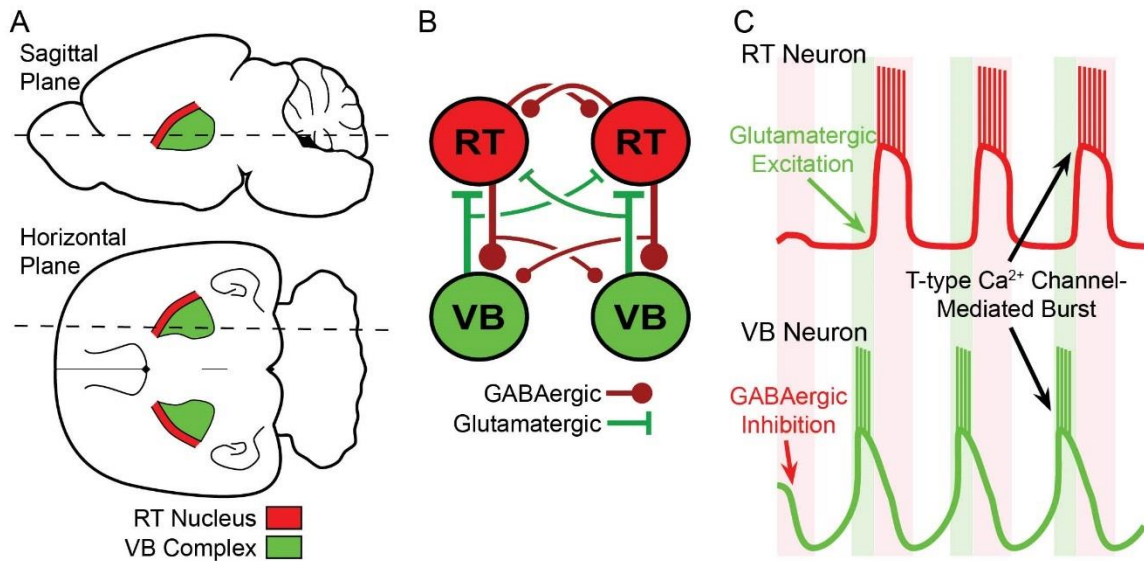 A
Sagittal
Plane
Horizontal
Plane
RT Nucleus
VB Complex
B
RT
RT
VB
VB
GABAergic
Glutamatergic
C
RT Neuron
Glutamatergic
Excitation
T-type Ca²⁺ Channel-
Mediated Burst
VB Neuron
GABAergic
Inhibition